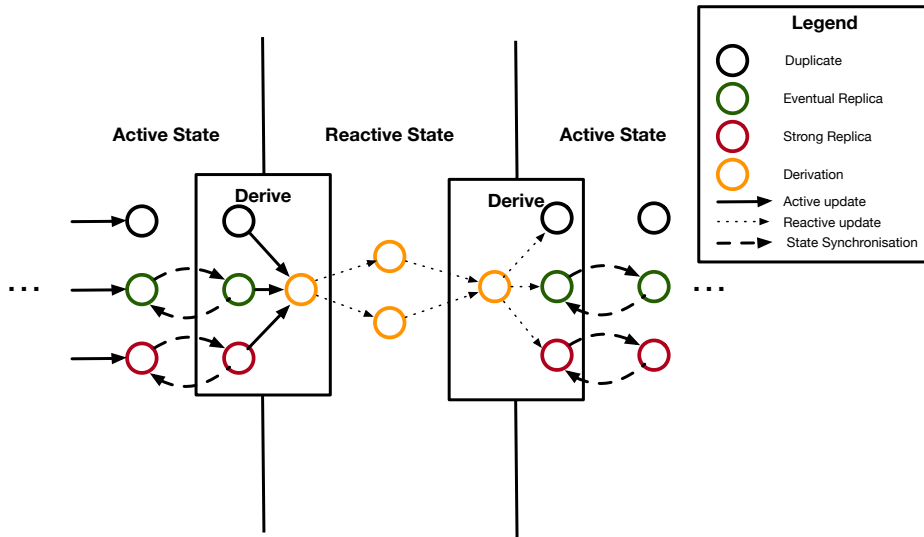 Legend
Duplicate
Eventual Replica
Strong Replica
Derivation
Active update
Reactive update
State Synchronisation
Active State
Reactive State
Active State
Derive
Derive
...
...